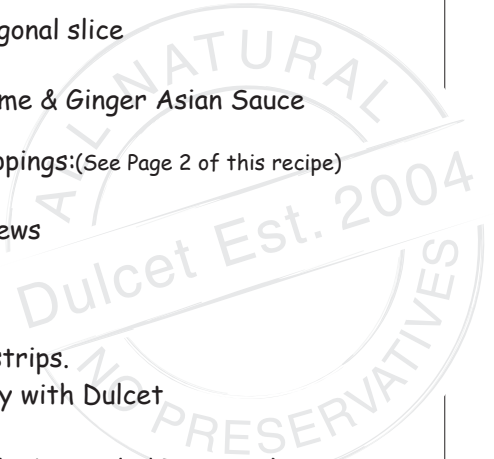 gonal slice
me & Ginger Asian Sauce
ppings:(See Page 2 of this recipe)
ews
strips.
y with Dulcet
ALL NATURAL
Dulcet Est. 2004
NO PRESERVATIVES